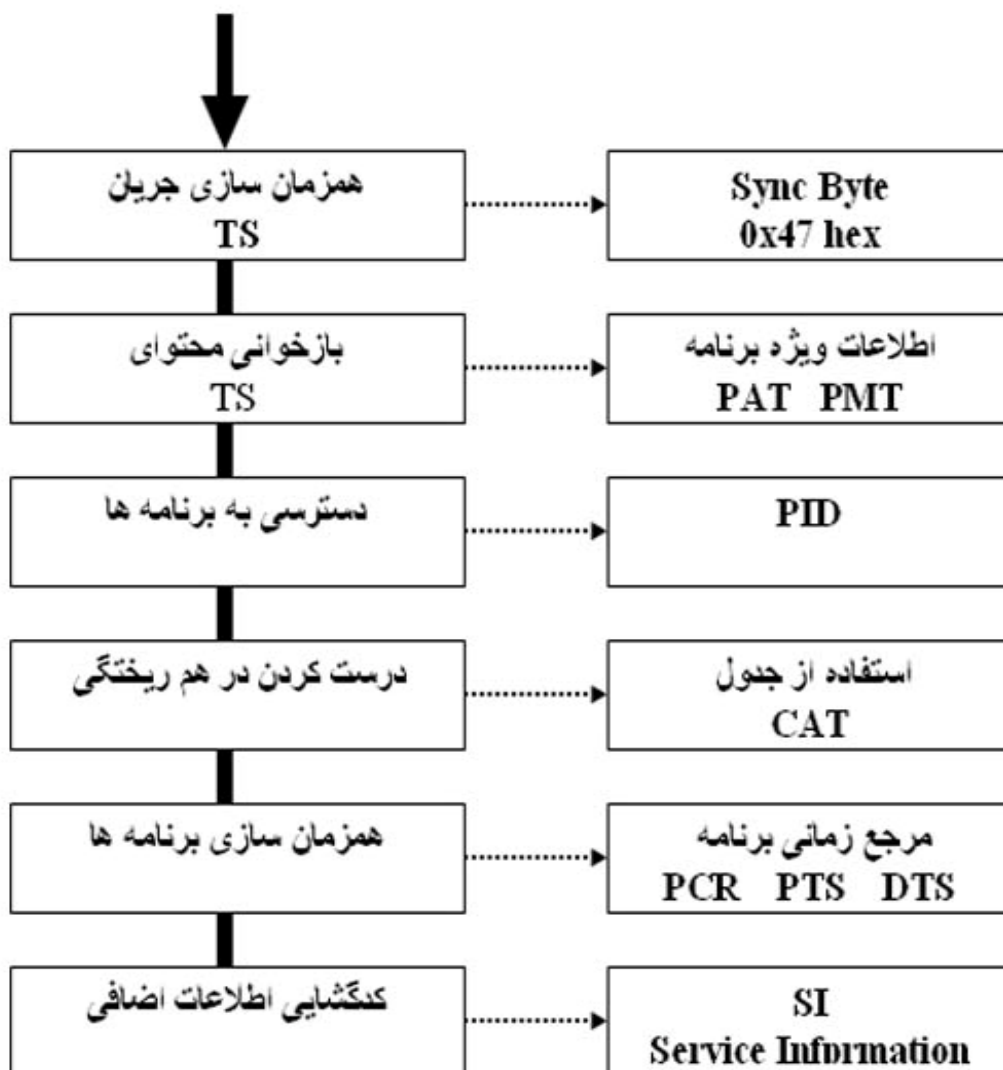 همزمان سازی جریان
TS
Sync Byte
0x47 hex
بازخوانی محتوای
TS
اطلاعات ویژه برنامه
PAT PMT
دسترسی به برنامه ها
PID
درست کردن در هم ریختگی
استفاده از جدول
CAT
همزمان سازی برنامه ها
مرجع زمانی برنامه
PCR PTS DTS
کدگشایی اطلاعات اضافی
SI
Service Information